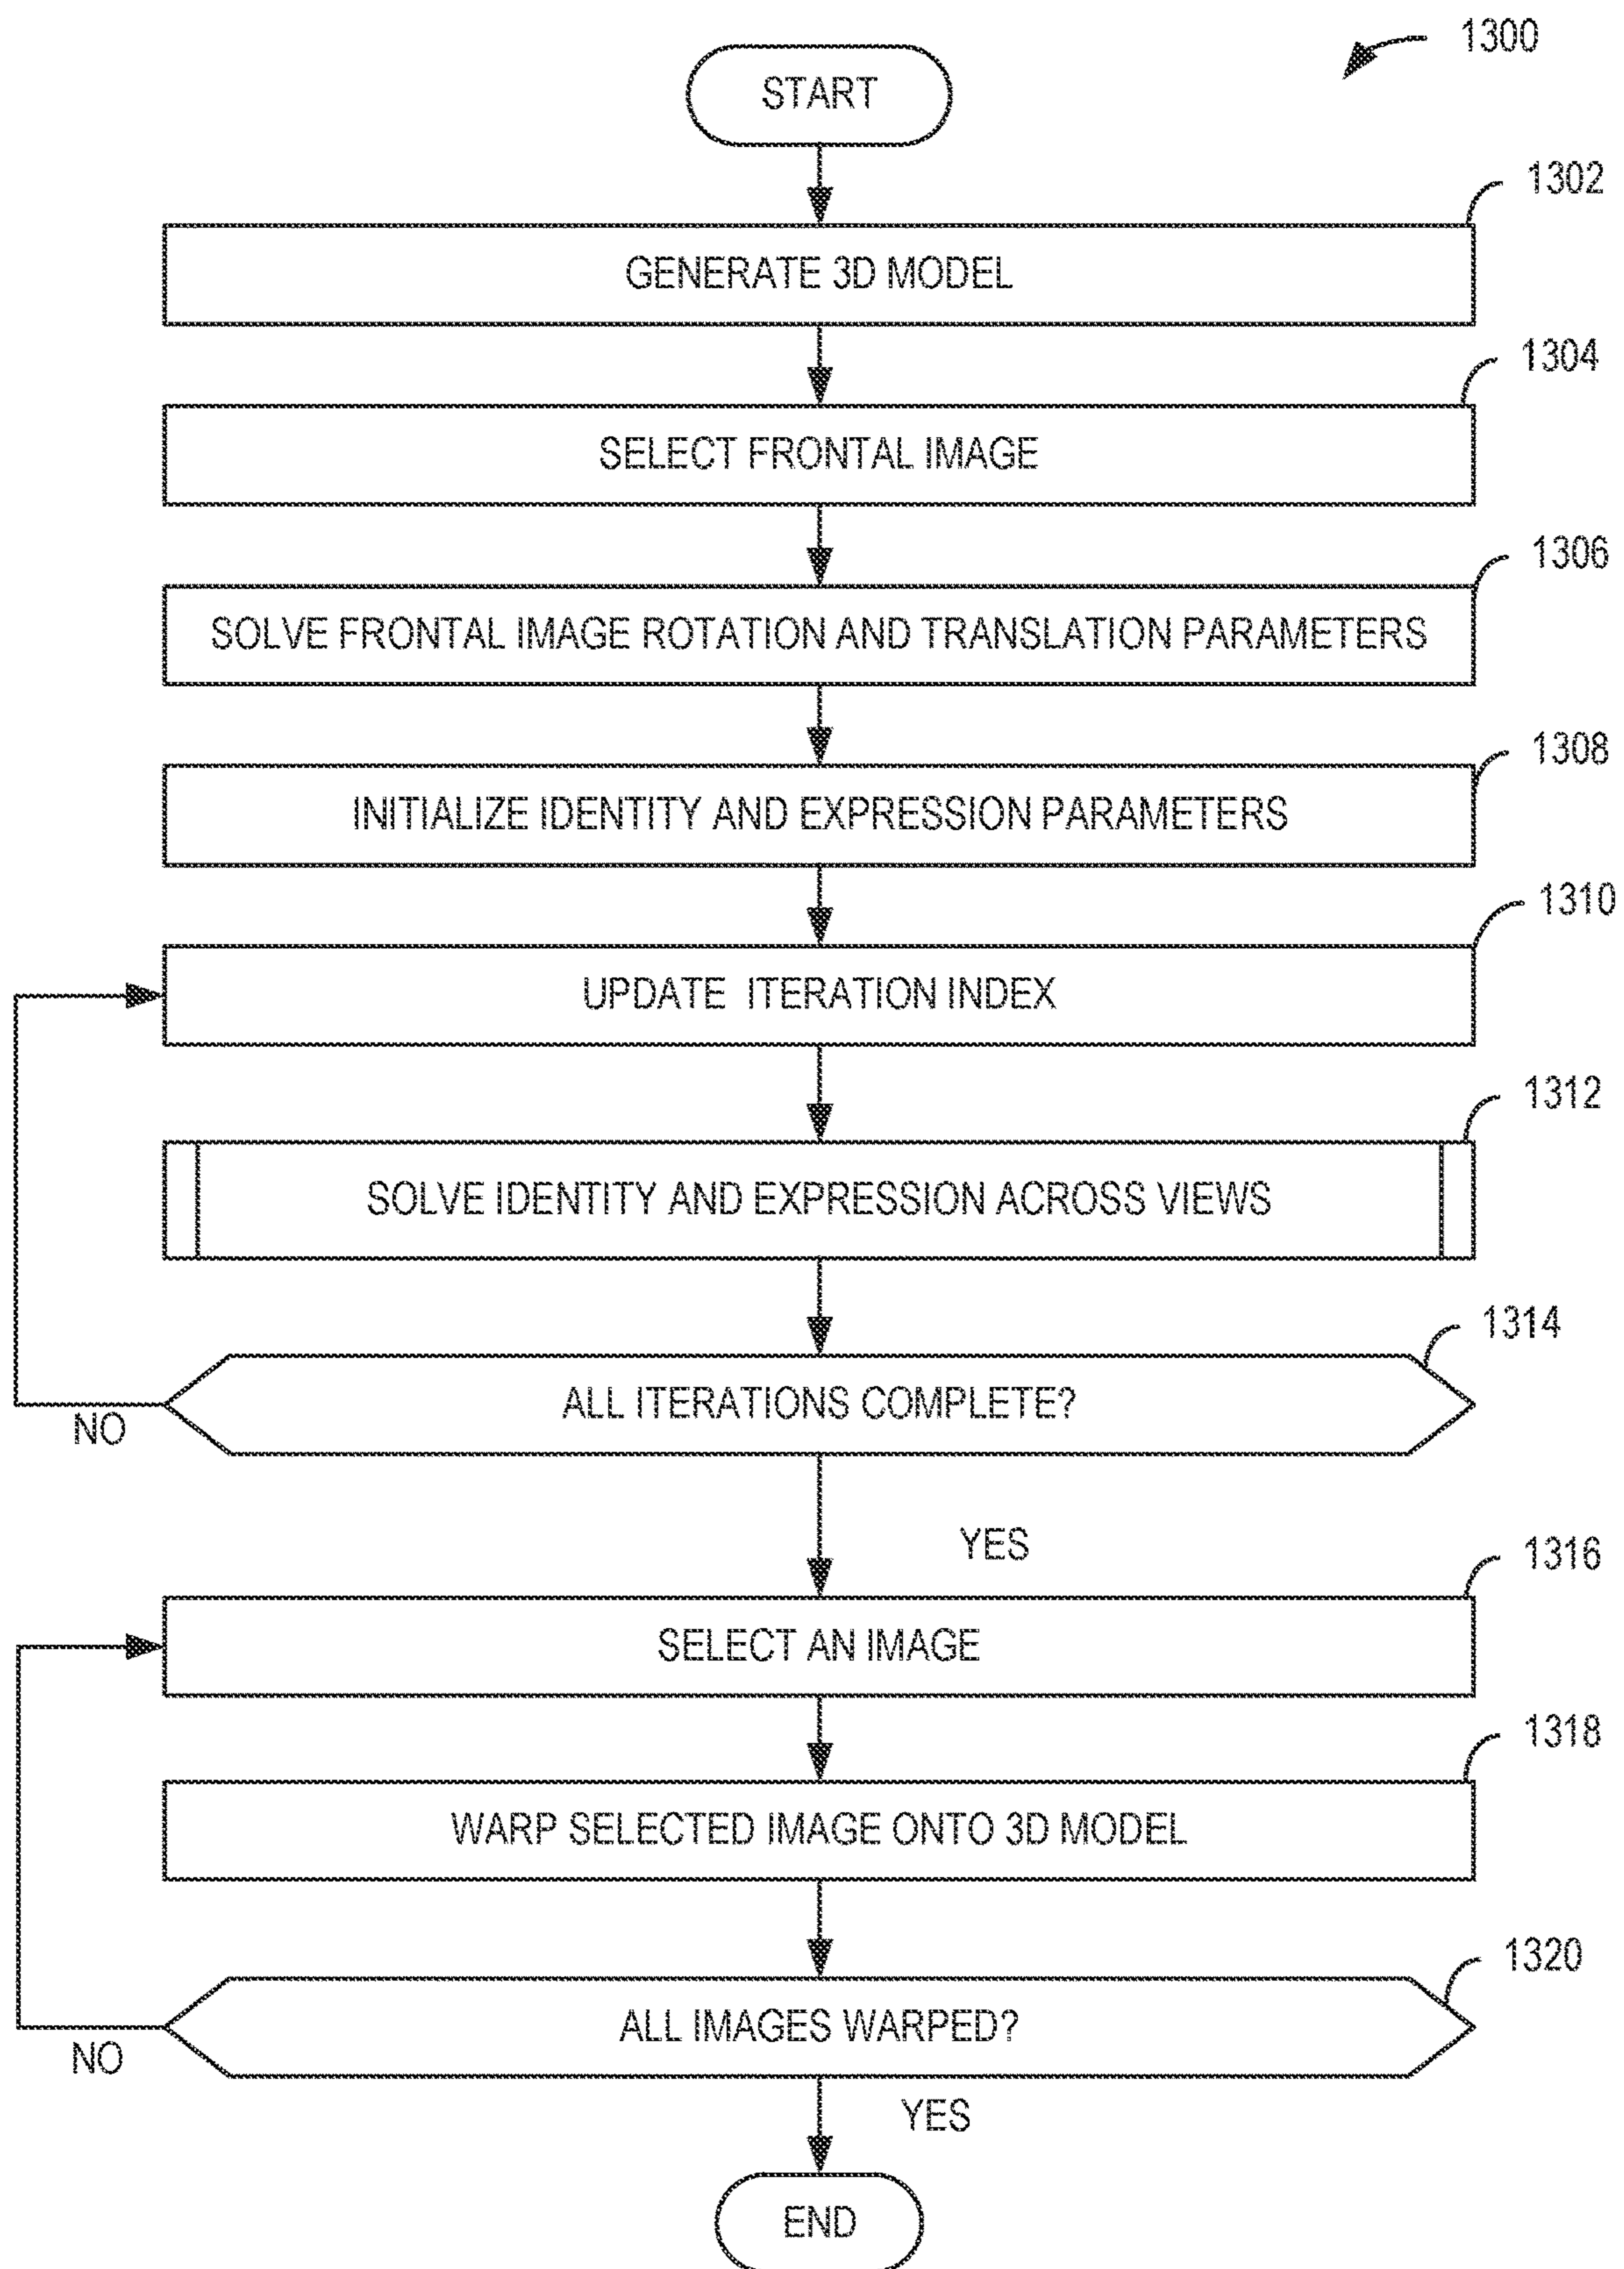 1300
START
1302
GENERATE 3D MODEL
1304
SELECT FRONTAL IMAGE
1306
SOLVE FRONTAL IMAGE ROTATION AND TRANSLATION PARAMETERS
1308
INITIALIZE IDENTITY AND EXPRESSION PARAMETERS
1310
UPDATE ITERATION INDEX
1312
SOLVE IDENTITY AND EXPRESSION ACROSS VIEWS
1314
ALL ITERATIONS COMPLETE?
NO
YES
1316
SELECT AN IMAGE
1318
WARP SELECTED IMAGE ONTO 3D MODEL
1320
ALL IMAGES WARPED?
NO
YES
END